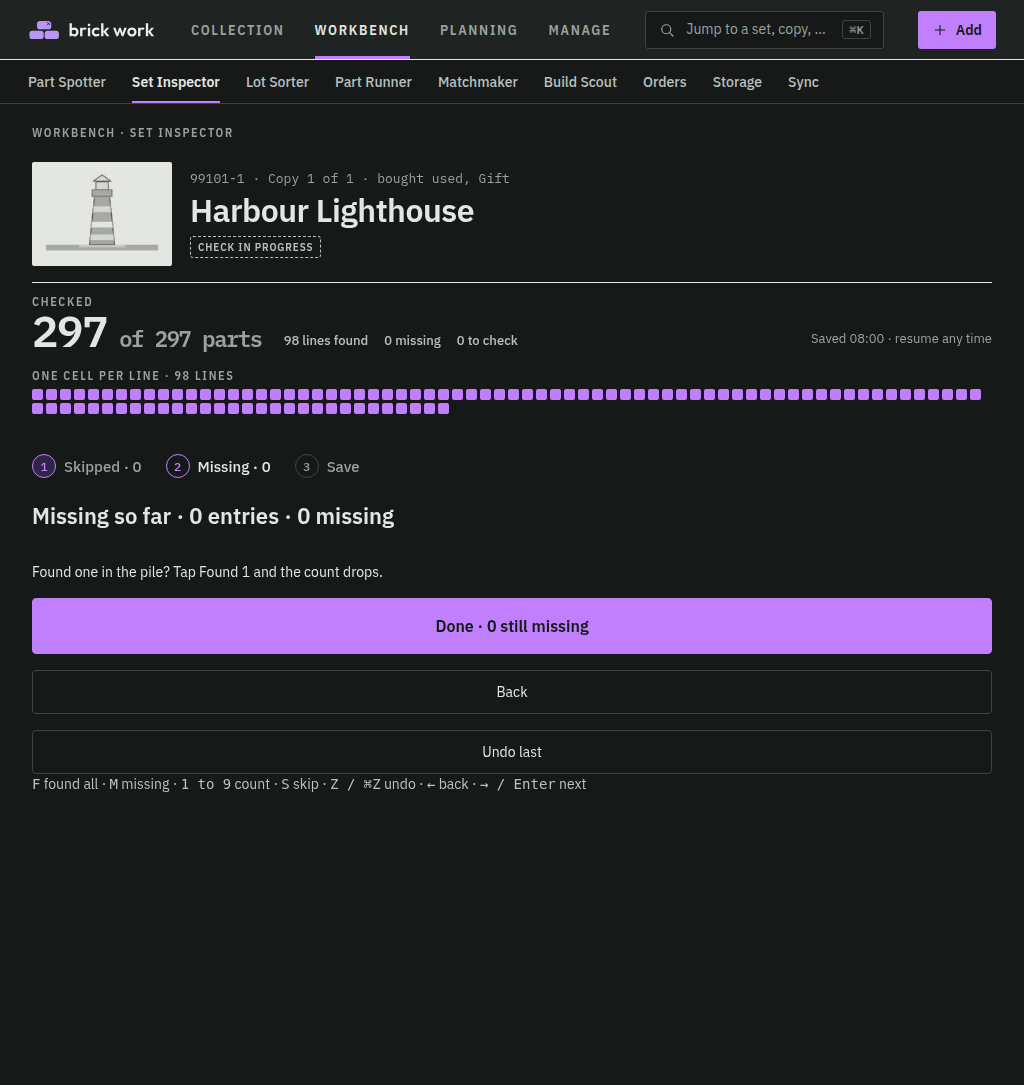 brick work
COLLECTION WORKBENCH PLANNING MANAGE
Jump to a set, copy, ... ⌘K
+ Add
Part Spotter Set Inspector Lot Sorter Part Runner Matchmaker Build Scout Orders Storage Sync
WORKBENCH · SET INSPECTOR
99101-1 · Copy 1 of 1 · bought used, Gift
Harbour Lighthouse
CHECK IN PROGRESS
CHECKED
297 of 297 parts 98 lines found 0 missing 0 to check Saved 08:00 · resume any time
ONE CELL PER LINE · 98 LINES
1 Skipped · 0 2 Missing · 0 3 Save
Missing so far · 0 entries · 0 missing
Found one in the pile? Tap Found 1 and the count drops.
Done · 0 still missing
Back
Undo last
F found all · M missing · 1 to 9 count · S skip · Z / ⌘Z undo · ← back · → / Enter next